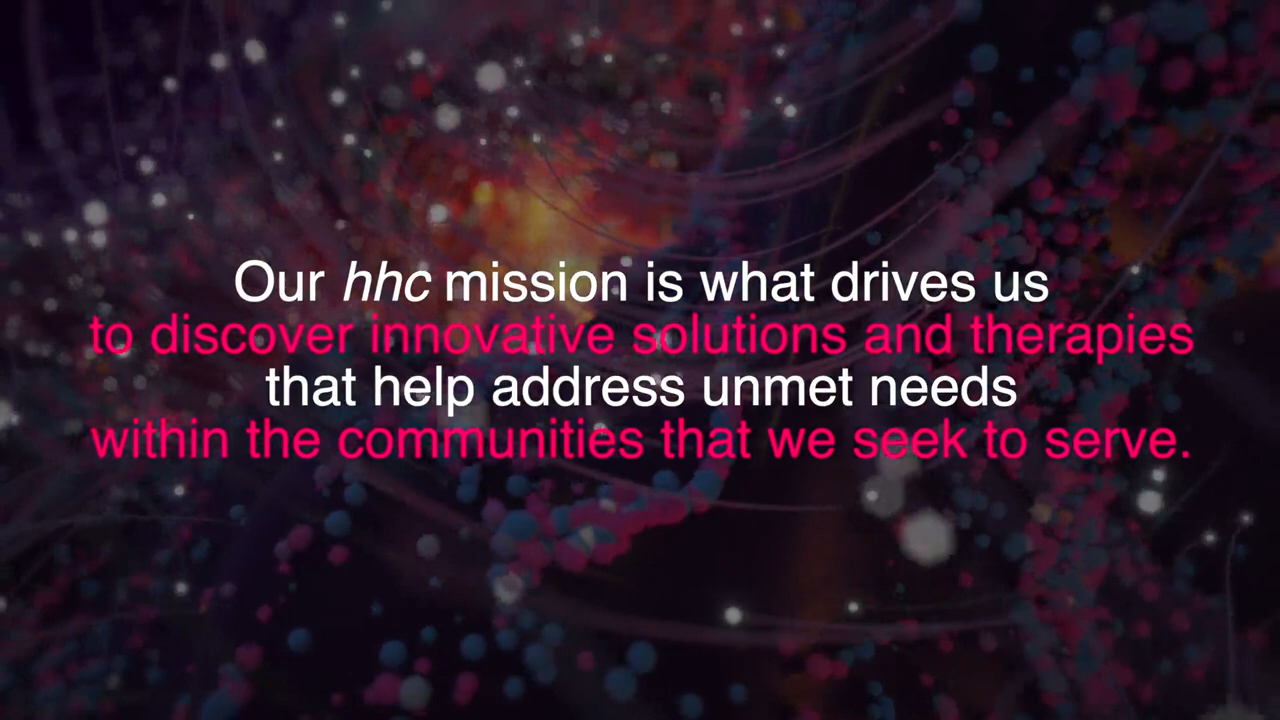 Our hhc mission is what drives us
to discover innovative solutions and therapies
that help address unmet needs
within the communities that we seek to serve.